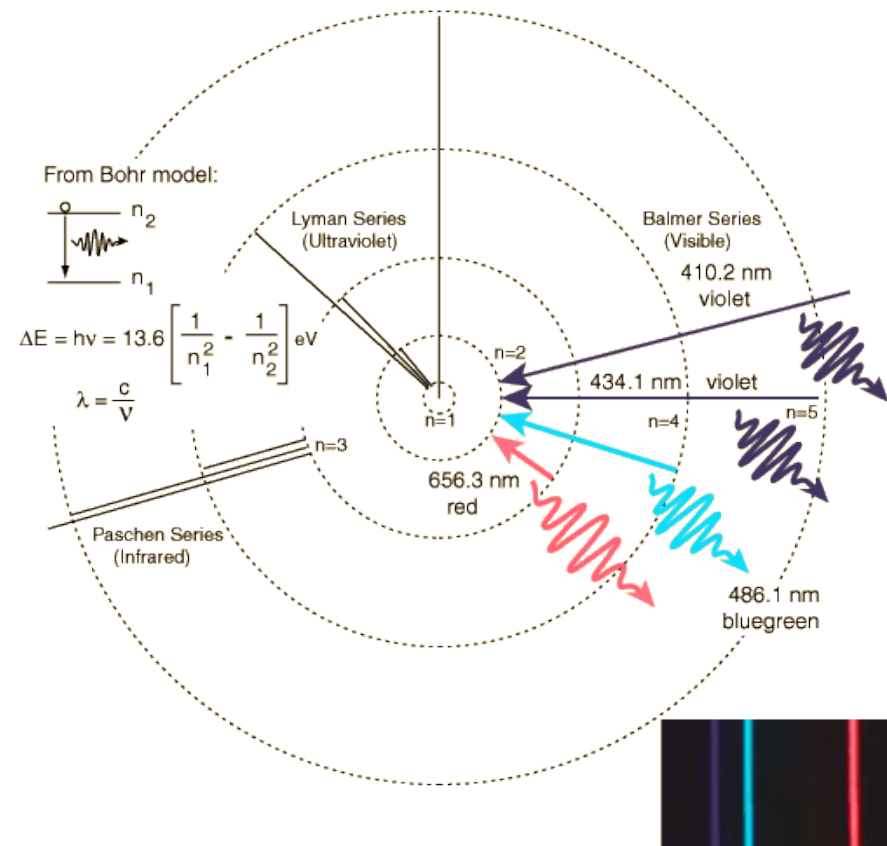 From Bohr model:
n₂
n₁
ΔE = hν = 13.6 [ 1/n₁² - 1/n₂² ] eV
λ = c/ν
Lyman Series
(Ultraviolet)
Balmer Series
(Visible)
410.2 nm
violet
n=2
434.1 nm violet
n=1
n=4
n=5
n=3
656.3 nm
red
Paschen Series
(Infrared)
486.1 nm
bluegreen